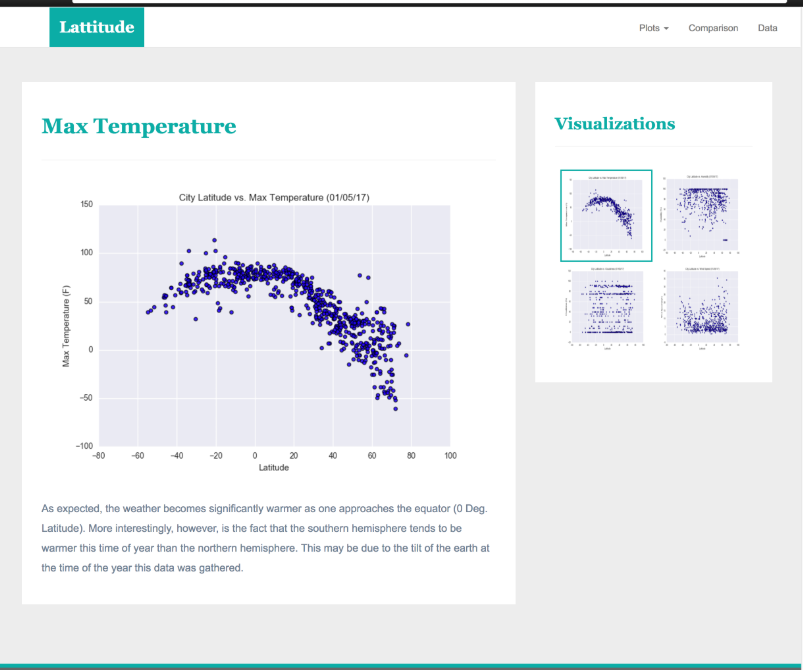 Lattitude
Plots
Comparison
Data
Max Temperature
City Latitude vs. Max Temperature (01/05/17)
150
100
50
0
−50
−100
Max Temperature (F)
−80 −60 −40 −20 0 20 40 60 80 100
Latitude
As expected, the weather becomes significantly warmer as one approaches the equator (0 Deg.
Latitude). More interestingly, however, is the fact that the southern hemisphere tends to be
warmer this time of year than the northern hemisphere. This may be due to the tilt of the earth at
the time of the year this data was gathered.
Visualizations